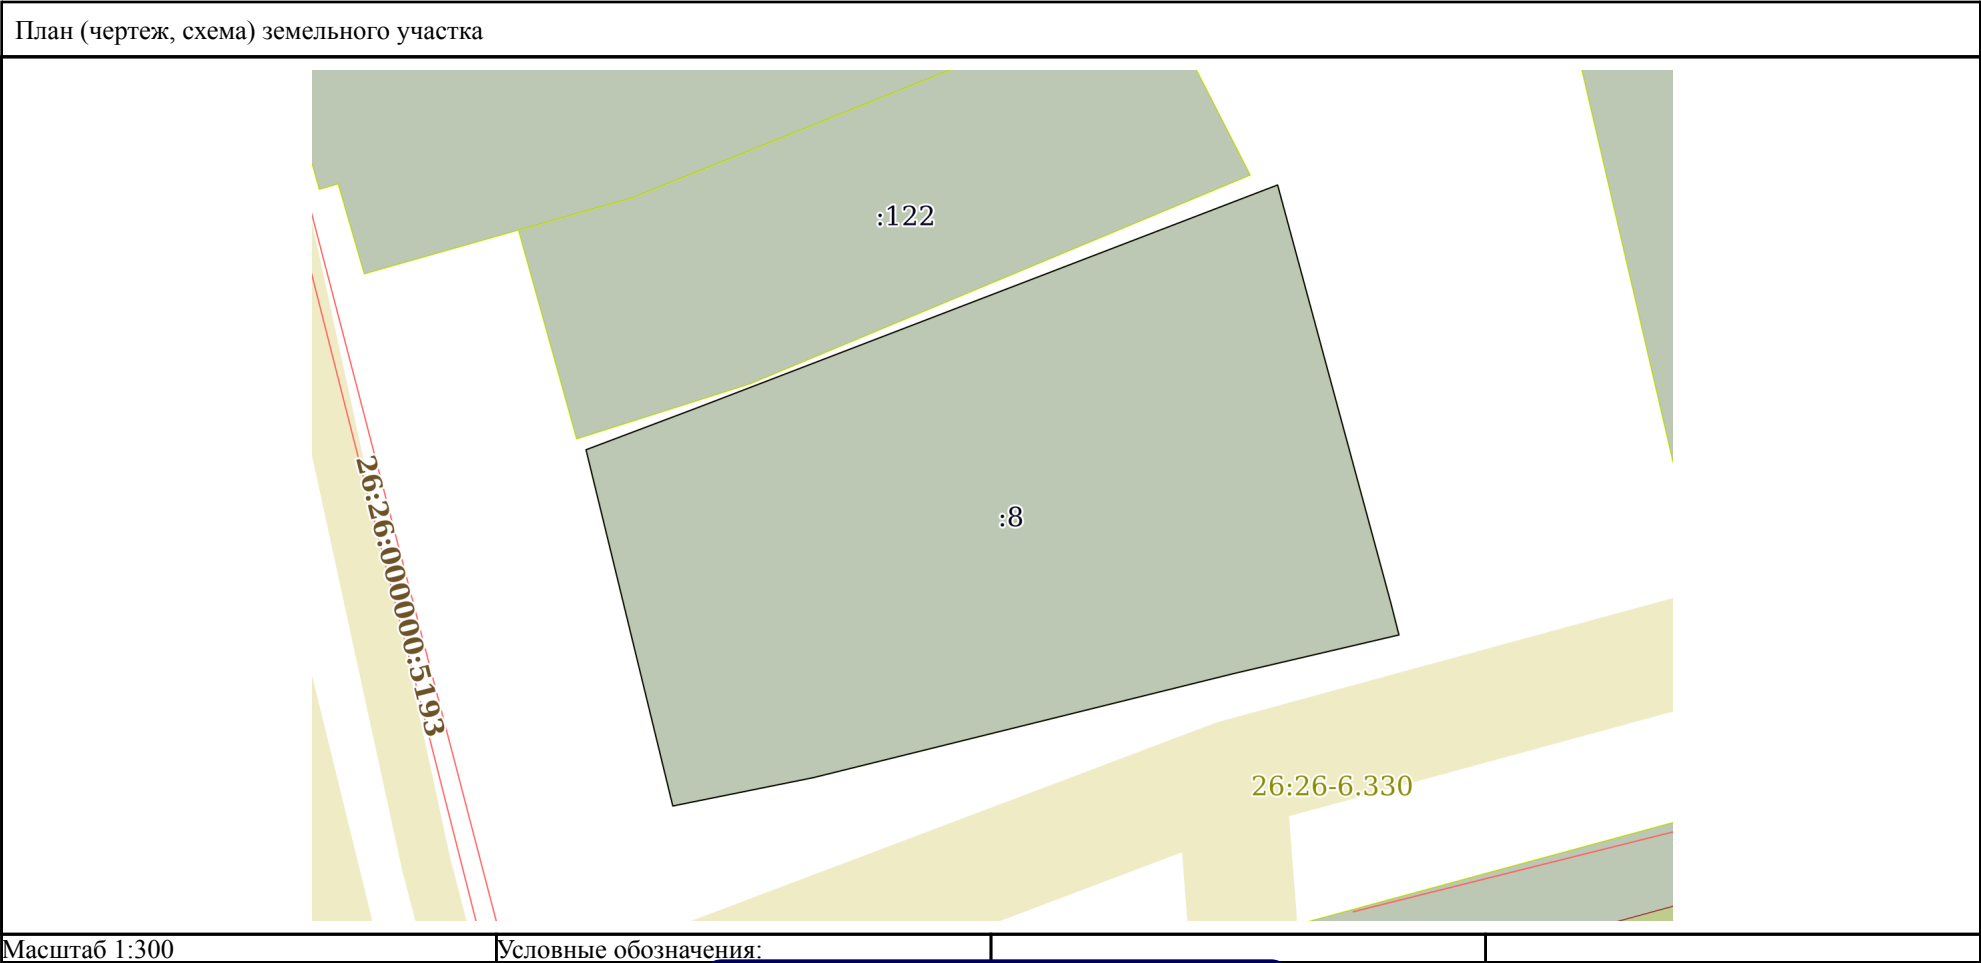 План (чертеж, схема) земельного участка
:122
26:26:000000:5193
:8
26:26-6.330
Масштаб 1:300
Условные обозначения: